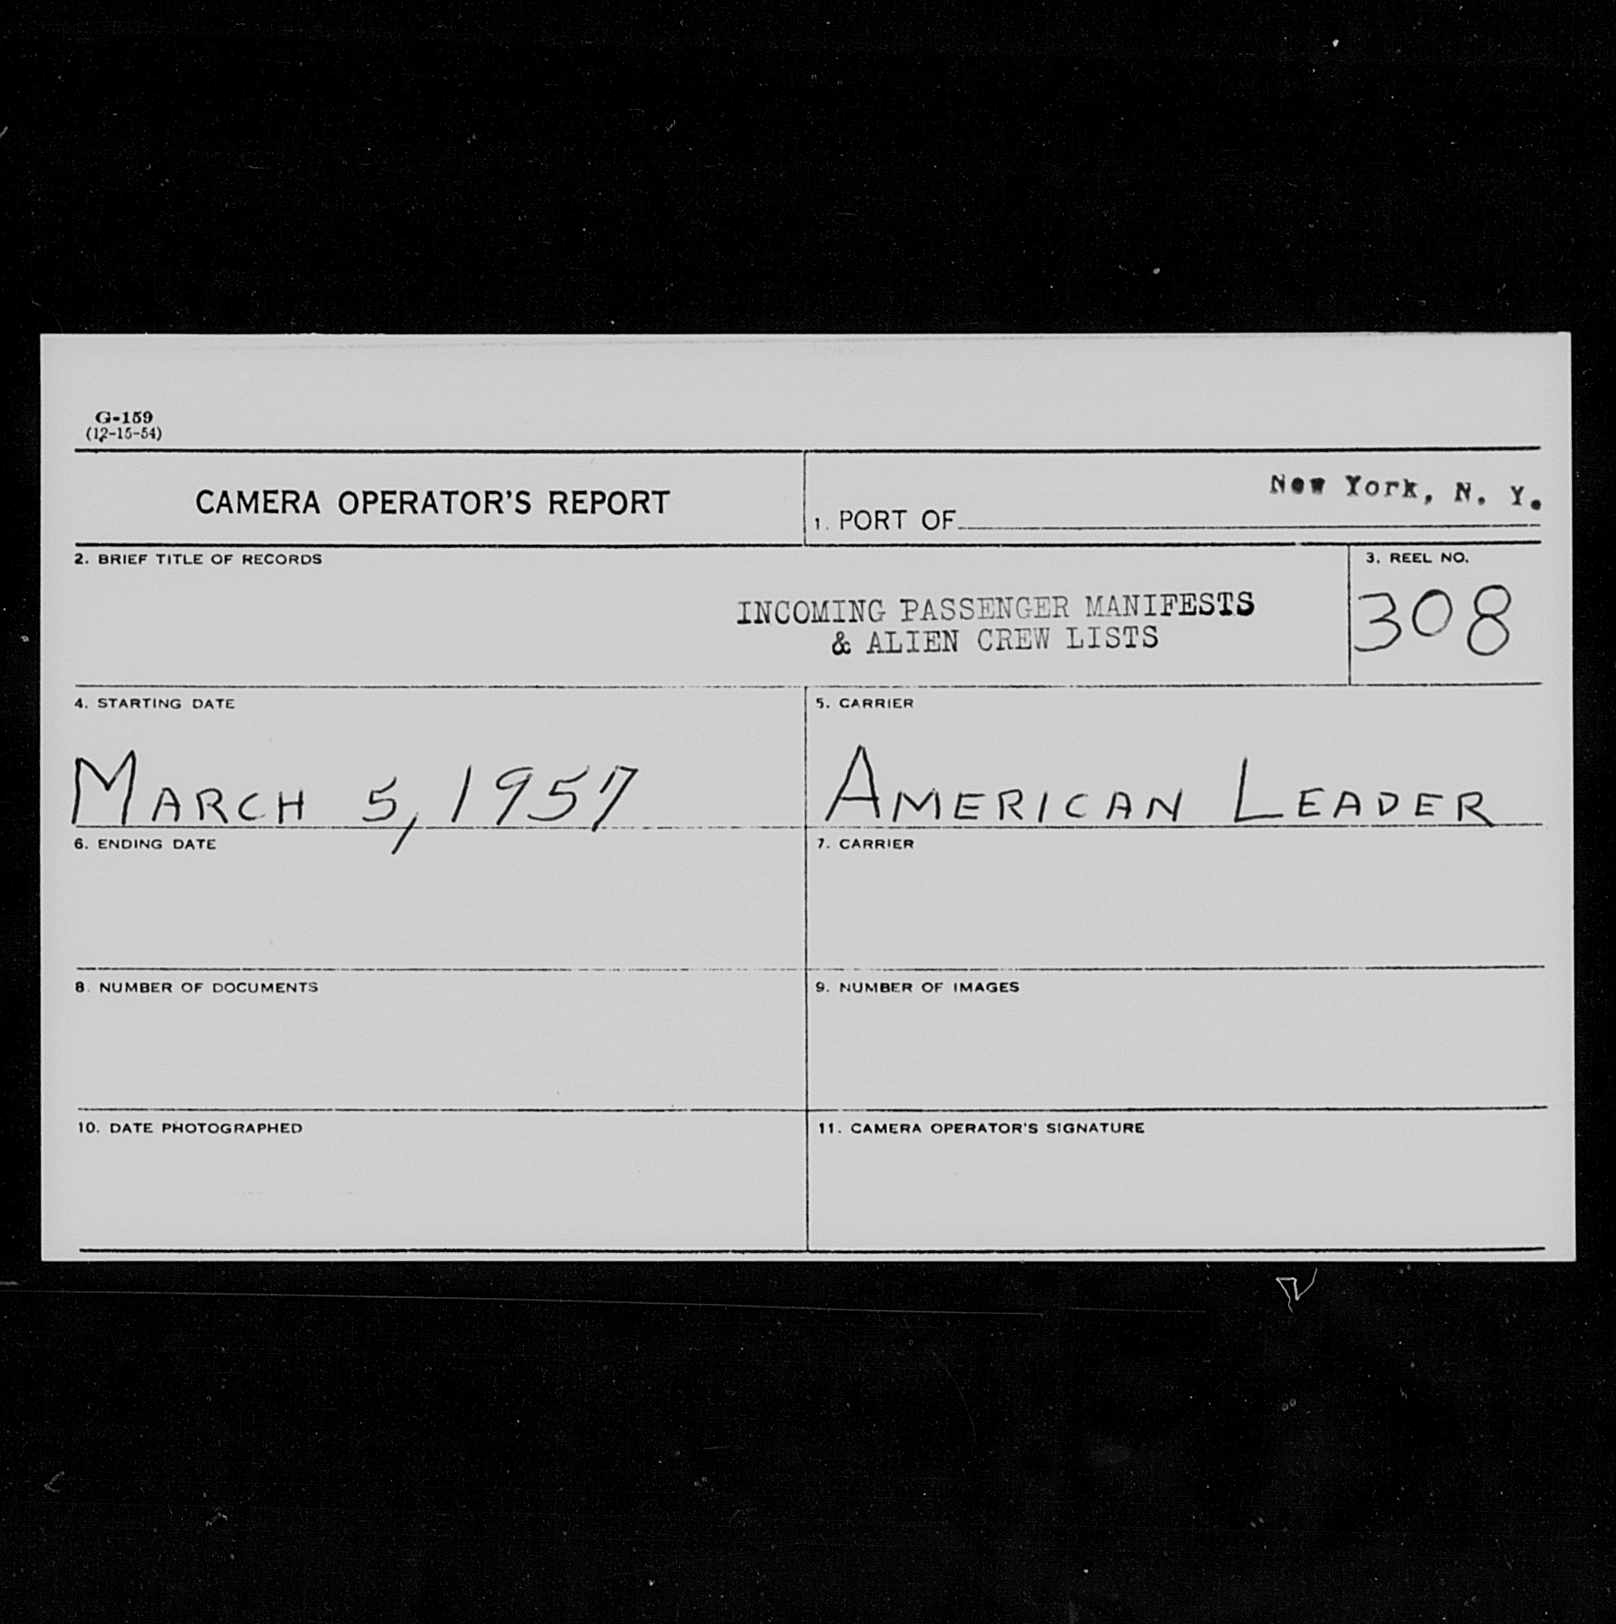 G-159
(12-15-54)
CAMERA OPERATOR'S REPORT
1. PORT OF New York, N. Y.
2. BRIEF TITLE OF RECORDS
INCOMING PASSENGER MANIFESTS
& ALIEN CREW LISTS
3. REEL NO.
308
4. STARTING DATE
MARCH 5, 1957
5. CARRIER
AMERICAN LEADER
6. ENDING DATE
7. CARRIER
8. NUMBER OF DOCUMENTS
9. NUMBER OF IMAGES
10. DATE PHOTOGRAPHED
11. CAMERA OPERATOR'S SIGNATURE